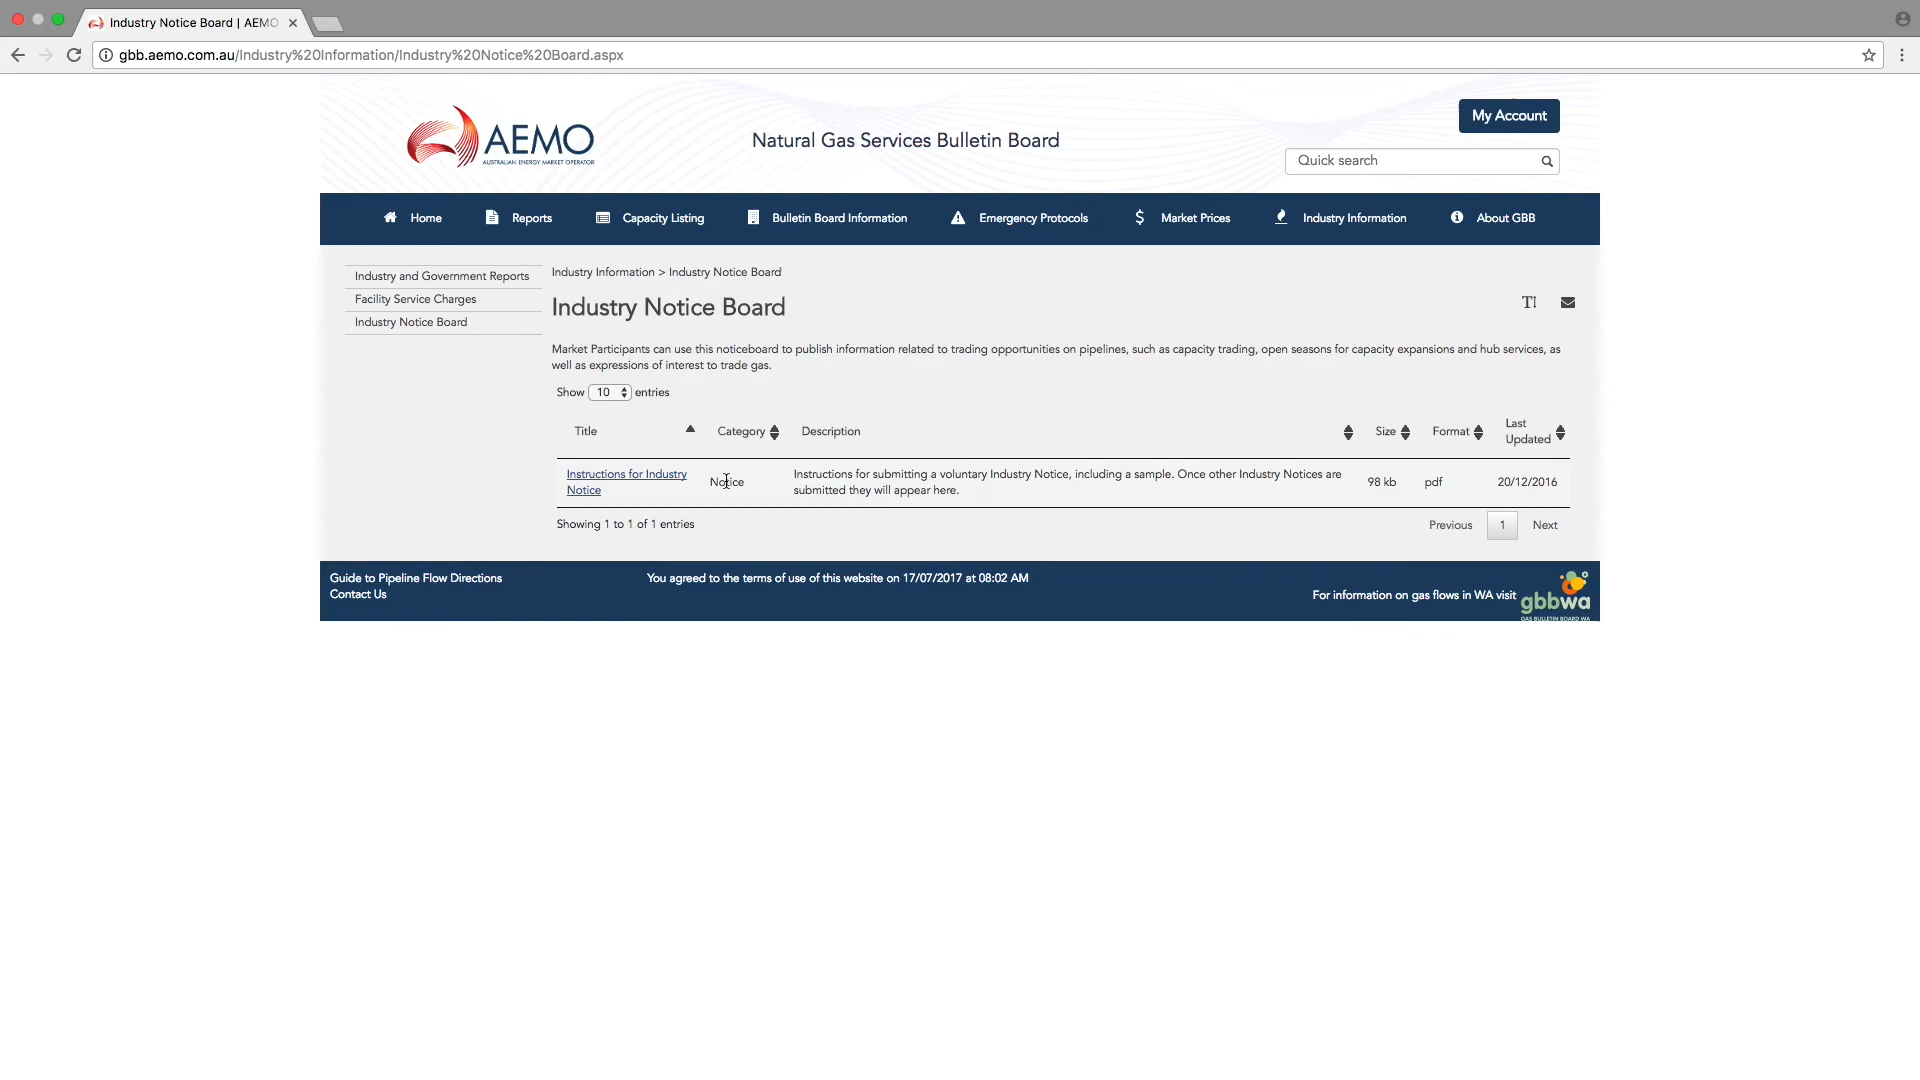 Industry Notice Board | AEMO
gbb.aemo.com.au/Industry%20Information/Industry%20Notice%20Board.aspx
AEMO
AUSTRALIAN ENERGY MARKET OPERATOR
Natural Gas Services Bulletin Board
My Account
Quick search
Home Reports Capacity Listing Bulletin Board Information Emergency Protocols Market Prices Industry Information About GBB
Industry and Government Reports
Facility Service Charges
Industry Notice Board
Industry Information > Industry Notice Board
Industry Notice Board
Market Participants can use this noticeboard to publish information related to trading opportunities on pipelines, such as capacity trading, open seasons for capacity expansions and hub services, as
well as expressions of interest to trade gas.
Show 10 entries
Title Category Description Size Format Last
Updated
Instructions for Industry
Notice
Notice
Instructions for submitting a voluntary Industry Notice, including a sample. Once other Industry Notices are
submitted they will appear here.
98 kb pdf 20/12/2016
Showing 1 to 1 of 1 entries
Previous 1 Next
Guide to Pipeline Flow Directions
Contact Us
You agreed to the terms of use of this website on 17/07/2017 at 08:02 AM
For information on gas flows in WA visit
gbbwa
GAS BULLETIN BOARD WA